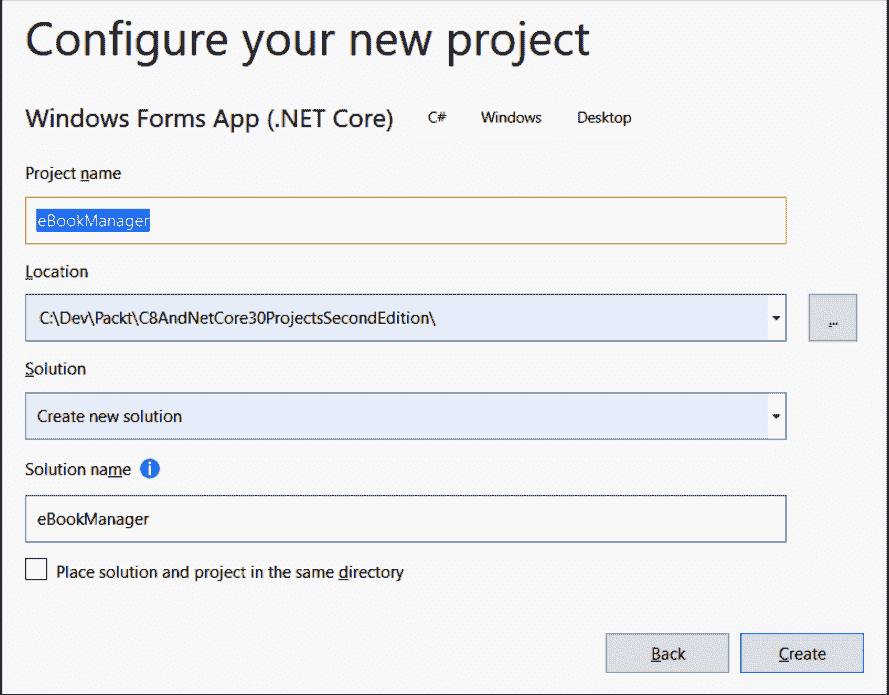 Configure your new project
Windows Forms App (.NET Core) C# Windows Desktop
Project name
eBookManager
Location
C:\Dev\Packt\C8AndNetCore30ProjectsSecondEdition\
...
Solution
Create new solution
Solution name i
eBookManager
Place solution and project in the same directory
Back Create